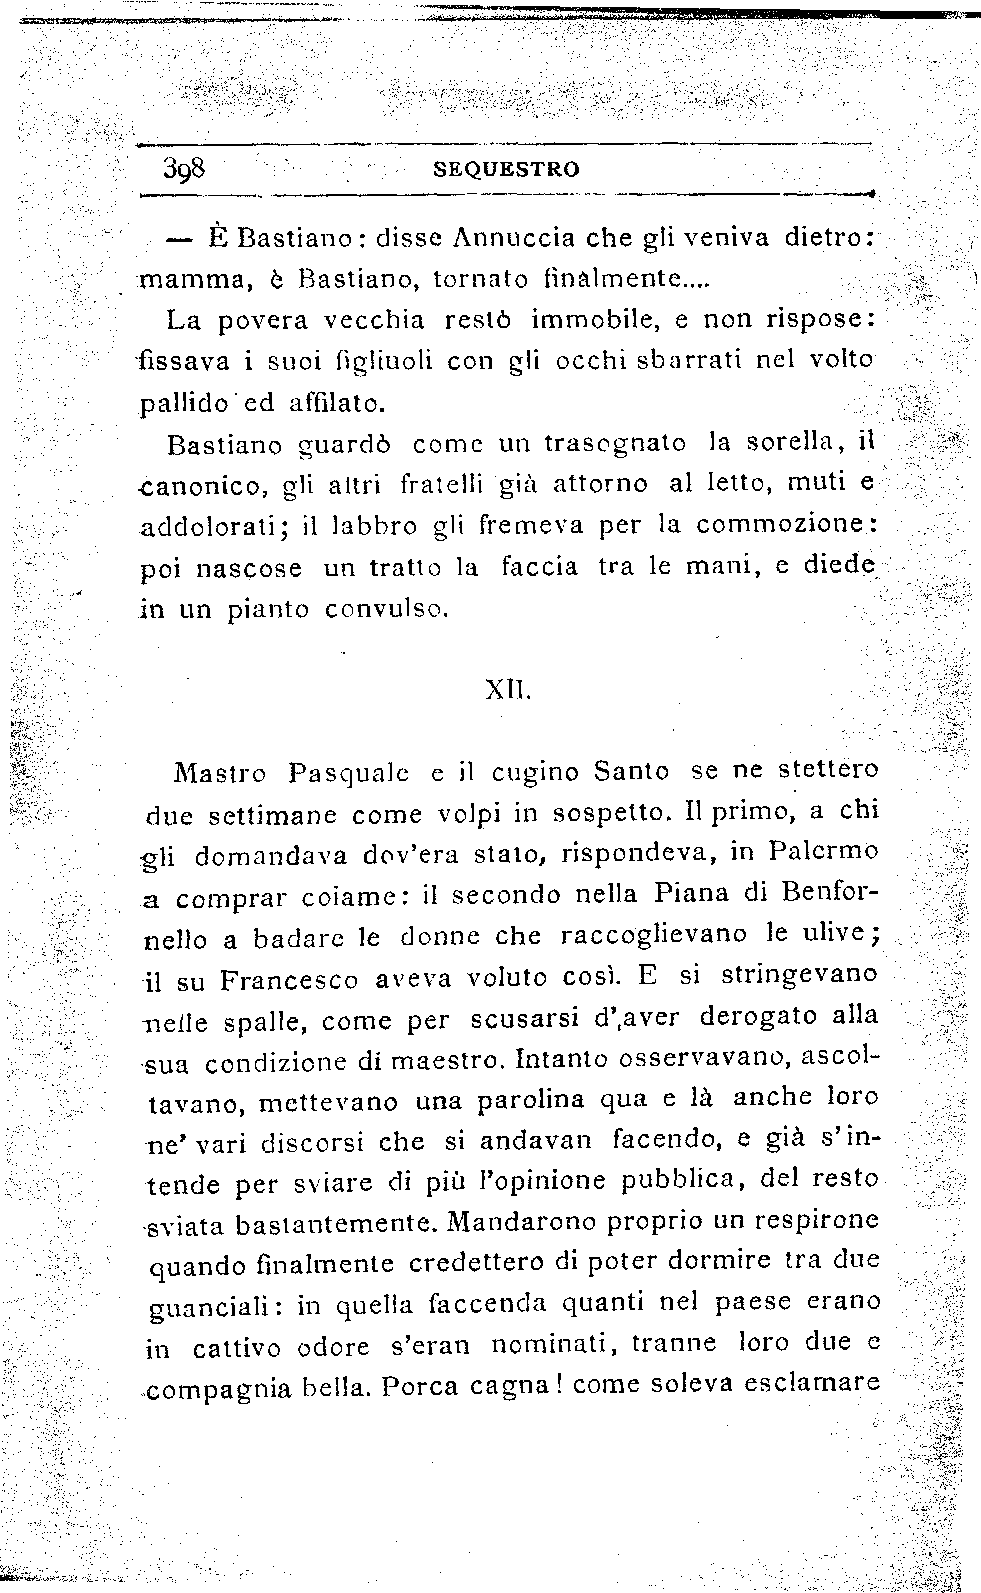 398 SEQUESTRO
— È Bastiano: disse Annuccia che gli veniva dietro:
mamma, è Bastiano, tornato finalmente....
La povera vecchia restò immobile, e non rispose:
fissava i suoi figliuoli con gli occhi sbarrati nel volto
pallido ed affilato.
Bastiano guardò come un trasognato la sorella, il
canonico, gli altri fratelli già attorno al letto, muti e
addolorati; il labbro gli fremeva per la commozione:
poi nascose un tratto la faccia tra le mani, e diede
in un pianto convulso.
XII.
Mastro Pasquale e il cugino Santo se ne stettero
due settimane come volpi in sospetto. Il primo, a chi
gli domandava dov'era stato, rispondeva, in Palermo
a comprar coiame: il secondo nella Piana di Benfor-
nello a badare le donne che raccoglievano le ulive;
il su Francesco aveva voluto così. E si stringevano
nelle spalle, come per scusarsi d'aver derogato alla
sua condizione di maestro. Intanto osservavano, ascol-
tavano, mettevano una parolina qua e là anche loro
ne' vari discorsi che si andavan facendo, e già s'in-
tende per sviare di più l'opinione pubblica, del resto
sviata bastantemente. Mandarono proprio un respirone
quando finalmente credettero di poter dormire tra due
guanciali: in quella faccenda quanti nel paese erano
in cattivo odore s'eran nominati, tranne loro due e
compagnia bella. Porca cagna! come soleva esclamare